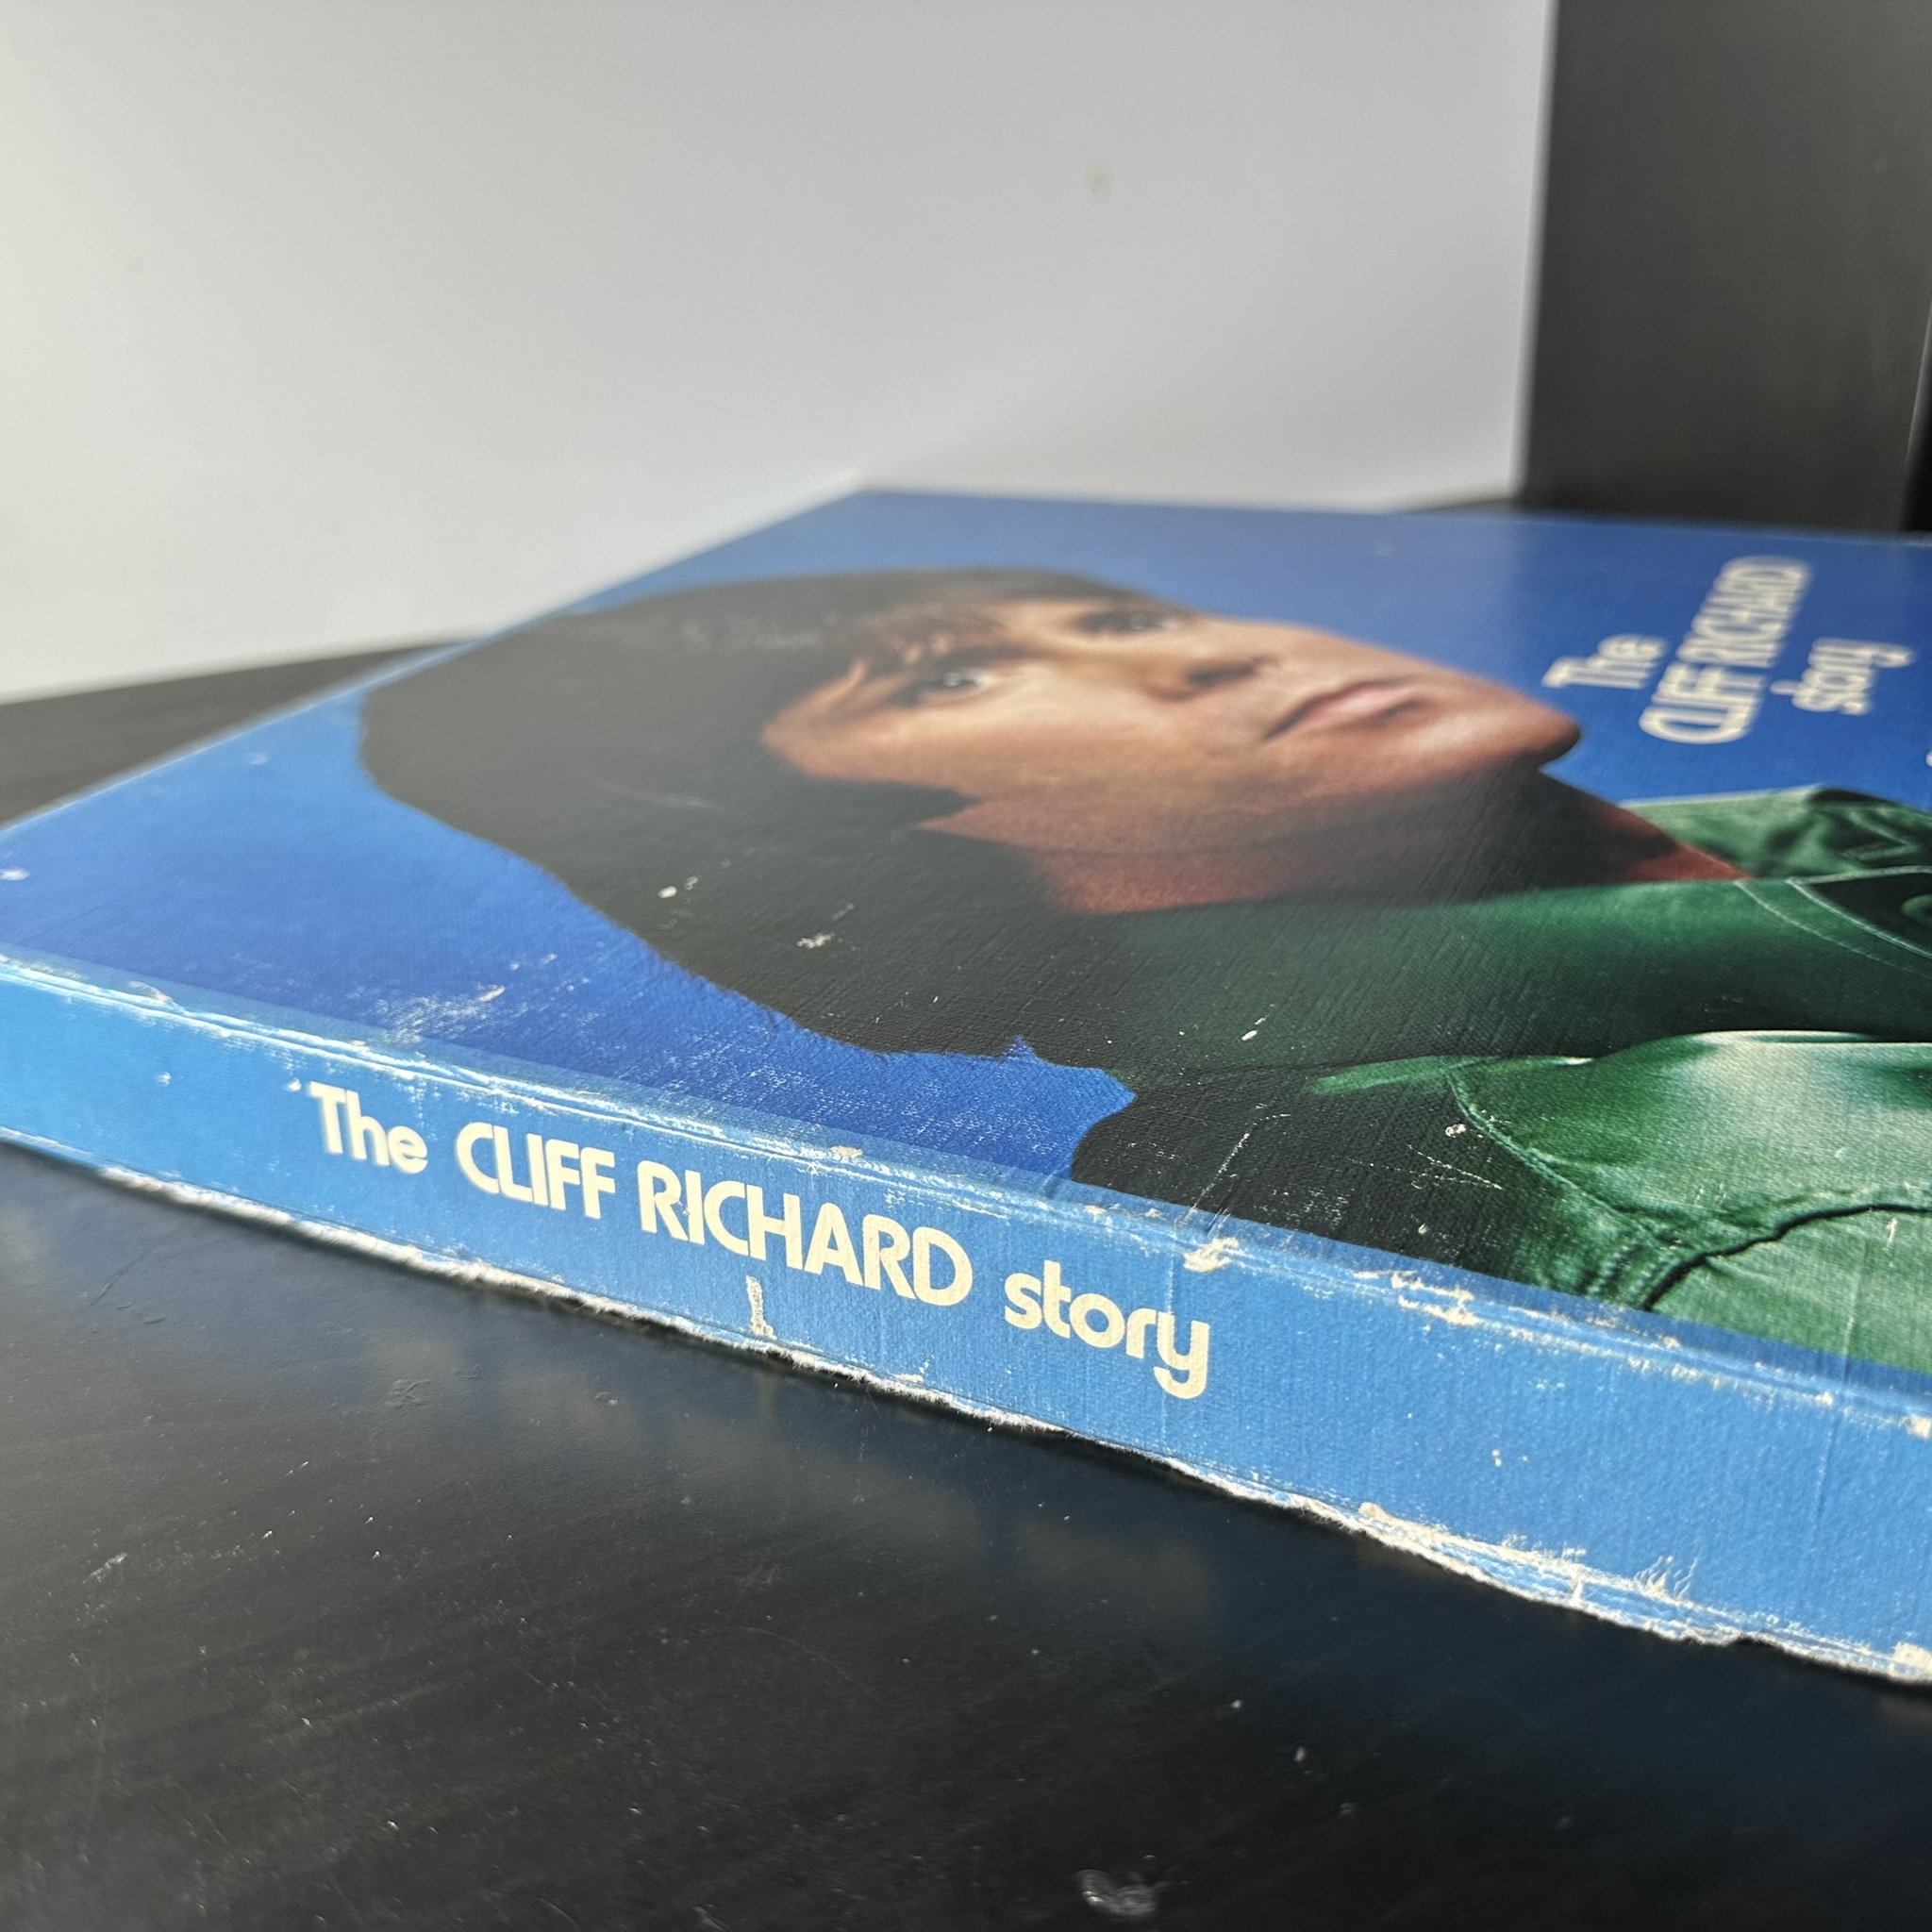 The
CLIFF RICHARD
story
The CLIFF RICHARD story